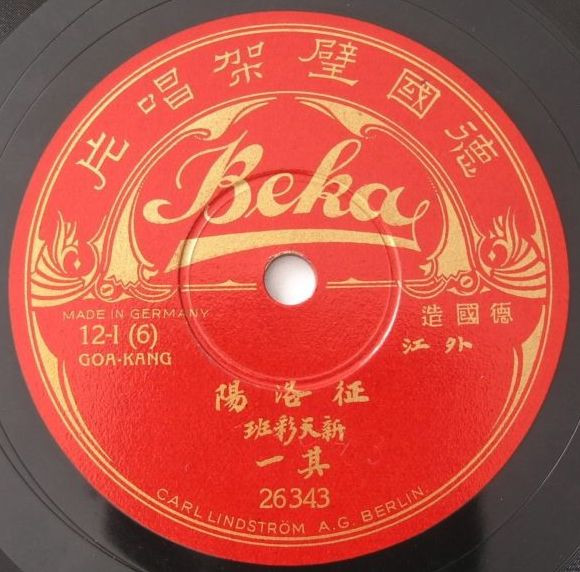 德國璧架唱片
Beka
MADE IN GERMANY
12-I (6)
GOA-KANG
德國造
外江
征洛陽
新天彩班
其一
26343
CARL LINDSTRÖM A.G. BERLIN.